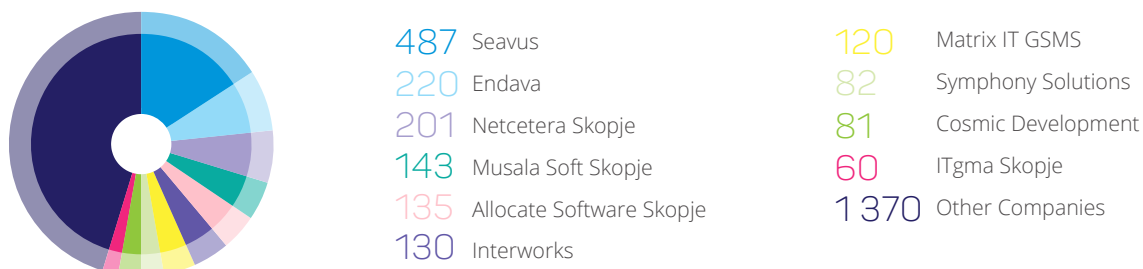 487 Seavus
220 Endava
201 Netcetera Skopje
143 Musala Soft Skopje
135 Allocate Software Skopje
130 Interworks
120 Matrix IT GSMS
82 Symphony Solutions
81 Cosmic Development
60 ITgma Skopje
1 370 Other Companies